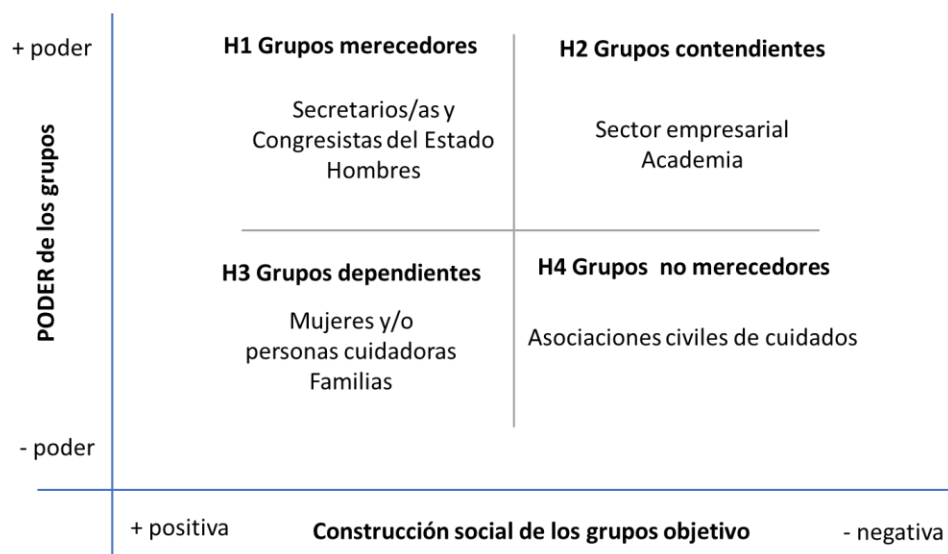 + poder
PODER de los grupos
- poder
H1 Grupos merecedores
Secretarios/as y
Congresistas del Estado
Hombres
H2 Grupos contendientes
Sector empresarial
Academia
H3 Grupos dependientes
Mujeres y/o
personas cuidadoras
Familias
H4 Grupos no merecedores
Asociaciones civiles de cuidados
+ positiva
Construcción social de los grupos objetivo
- negativa